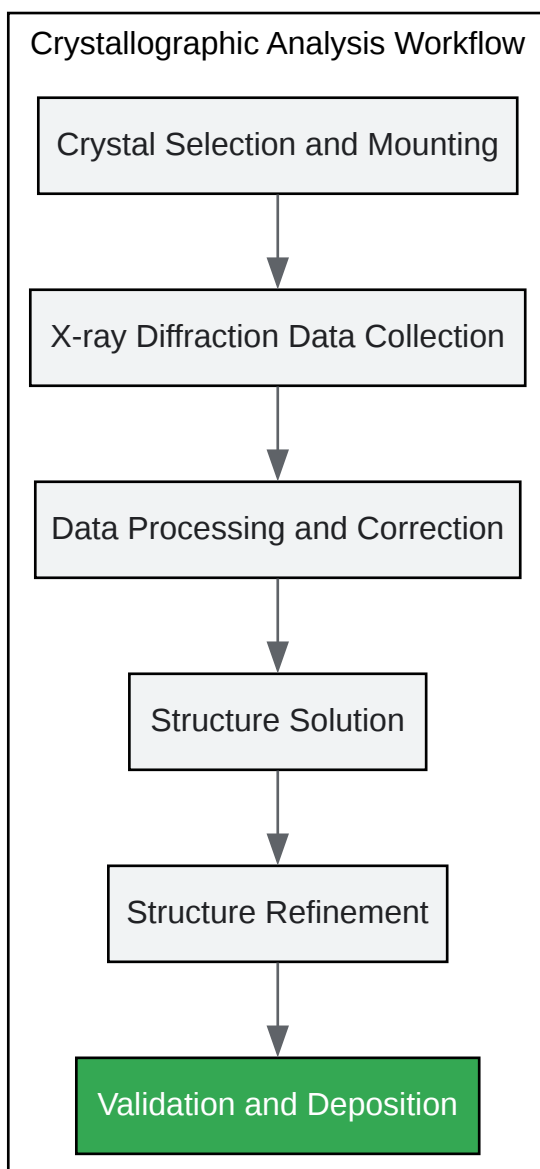 Crystallographic Analysis Workflow
Crystal Selection and Mounting
X-ray Diffraction Data Collection
Data Processing and Correction
Structure Solution
Structure Refinement
Validation and Deposition